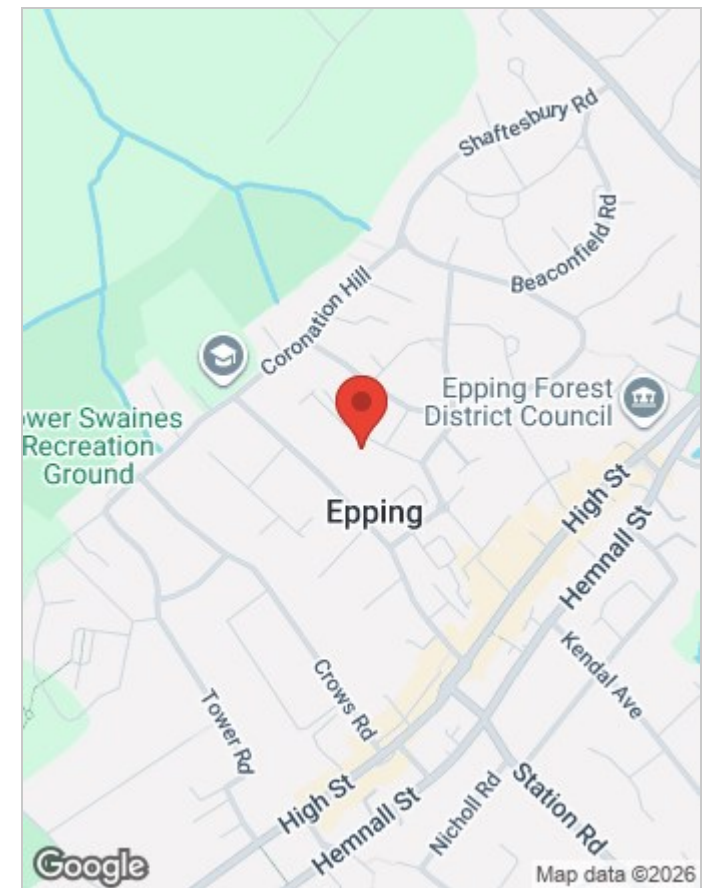 Shaftesbury Rd
Beaconfield Rd
Coronation Hill
Epping Forest
District Council
ower Swaines
Recreation
Ground
Epping
High St
Hemnall St
Kendal Ave
Crows Rd
Tower Rd
High St
Hemnall St
Nicholl Rd
Station Rd
Google
Map data ©2026